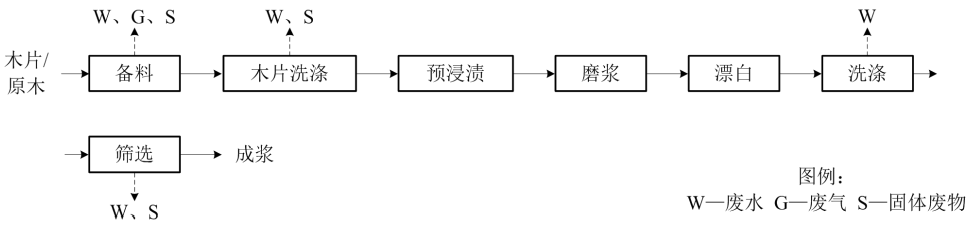 W、G、S
W、S
W
木片/
原木
备料
木片洗涤
预浸渍
磨浆
漂白
洗涤
筛选
成浆
W、S
图例：
W—废水 G—废气 S—固体废物